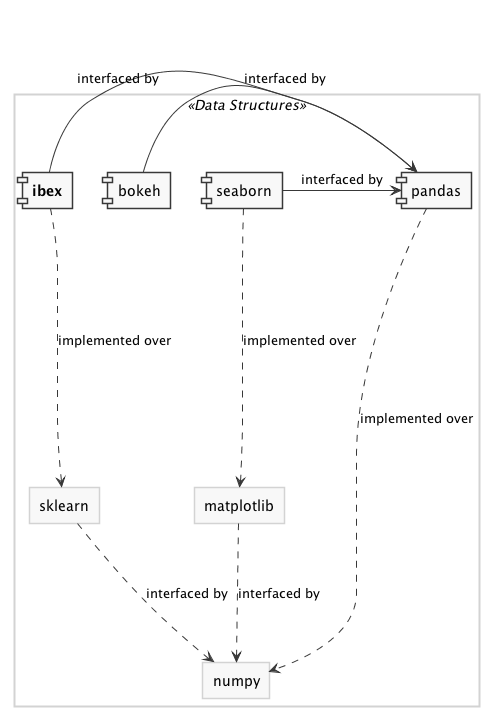 interfaced by
interfaced by
«Data Structures»
ibex
bokeh
seaborn
interfaced by
pandas
implemented over
implemented over
implemented over
sklearn
matplotlib
interfaced by
interfaced by
numpy